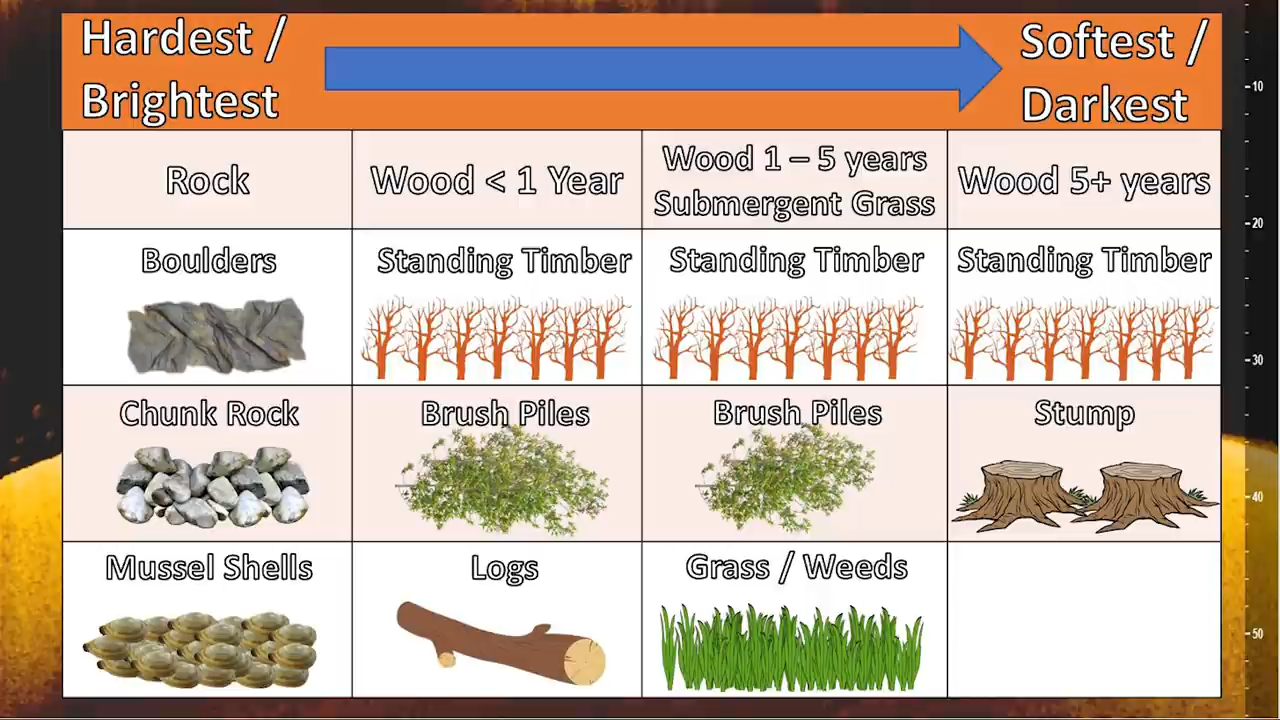 Hardest /
Brightest
Softest /
Darkest
Rock
Wood < 1 Year
Wood 1 – 5 years
Submergent Grass
Wood 5+ years
Boulders
Standing Timber
Standing Timber
Standing Timber
Chunk Rock
Brush Piles
Brush Piles
Stump
Mussel Shells
Logs
Grass / Weeds
10
20
30
40
50